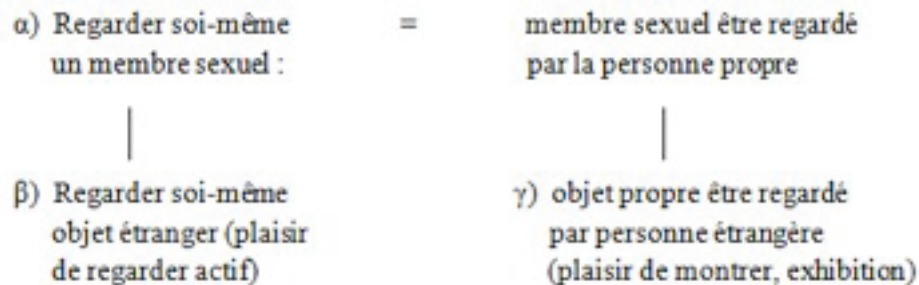 α) Regarder soi-même = membre sexuel être regardé
un membre sexuel : par la personne propre
β) Regarder soi-même γ) objet propre être regardé
objet étranger (plaisir par personne étrangère
de regarder actif) (plaisir de montrer, exhibition)